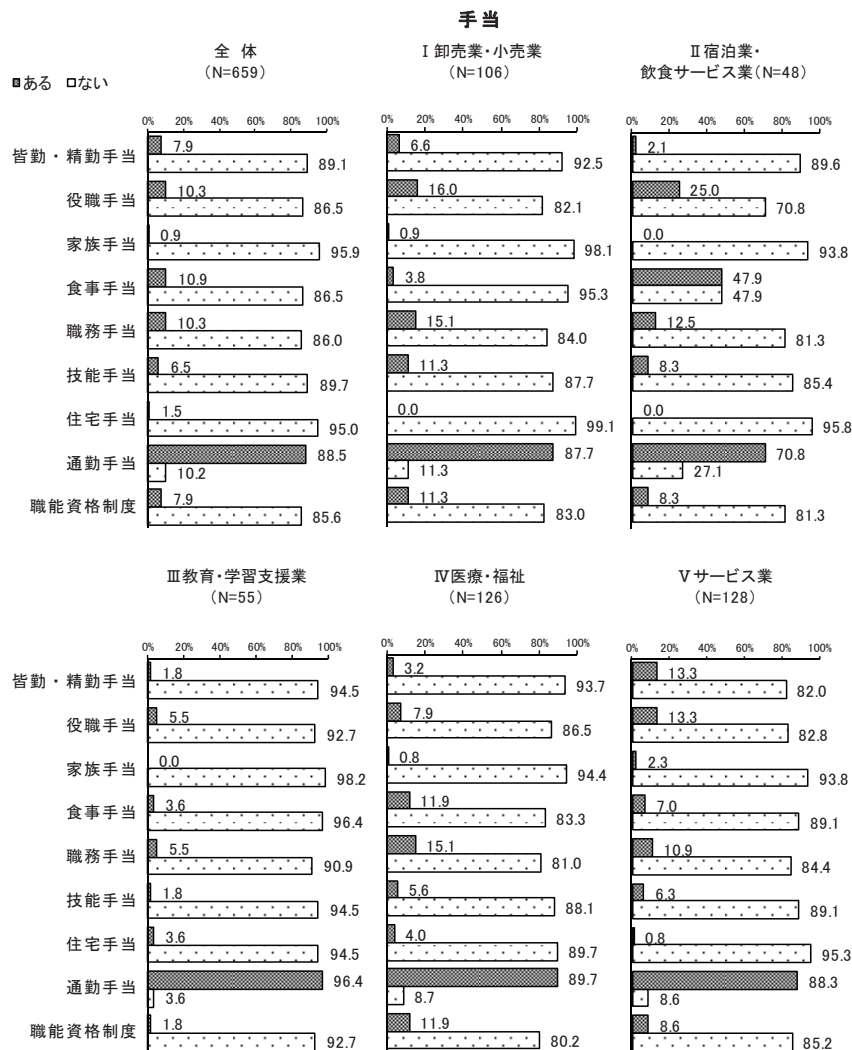 手当
全 体
(N=659)
Ⅰ 卸売業・小売業
(N=106)
Ⅱ宿泊業・
飲食サービス業(N=48)
ある ない
0% 20% 40% 60% 80% 100%
0% 20% 40% 60% 80% 100%
0% 20% 40% 60% 80% 100%
皆勤・精勤手当 7.9 89.1 6.6 92.5 2.1 89.6
役職手当 10.3 86.5 16.0 82.1 25.0 70.8
家族手当 0.9 95.9 0.9 98.1 0.0 93.8
食事手当 10.9 86.5 3.8 95.3 47.9 47.9
職務手当 10.3 86.0 15.1 84.0 12.5 81.3
技能手当 6.5 89.7 11.3 87.7 8.3 85.4
住宅手当 1.5 95.0 0.0 99.1 0.0 95.8
通勤手当 88.5 10.2 87.7 11.3 70.8 27.1
職能資格制度 7.9 85.6 11.3 83.0 8.3 81.3
Ⅲ教育・学習支援業
(N=55)
Ⅳ医療・福祉
(N=126)
Ⅴサービス業
(N=128)
0% 20% 40% 60% 80% 100%
0% 20% 40% 60% 80% 100%
0% 20% 40% 60% 80% 100%
皆勤・精勤手当 1.8 94.5 3.2 93.7 13.3 82.0
役職手当 5.5 92.7 7.9 86.5 13.3 82.8
家族手当 0.0 98.2 0.8 94.4 2.3 93.8
食事手当 3.6 96.4 11.9 83.3 7.0 89.1
職務手当 5.5 90.9 15.1 81.0 10.9 84.4
技能手当 1.8 94.5 5.6 88.1 6.3 89.1
住宅手当 3.6 94.5 4.0 89.7 0.8 95.3
通勤手当 96.4 3.6 89.7 8.7 88.3 8.6
職能資格制度 1.8 92.7 11.9 80.2 8.6 85.2